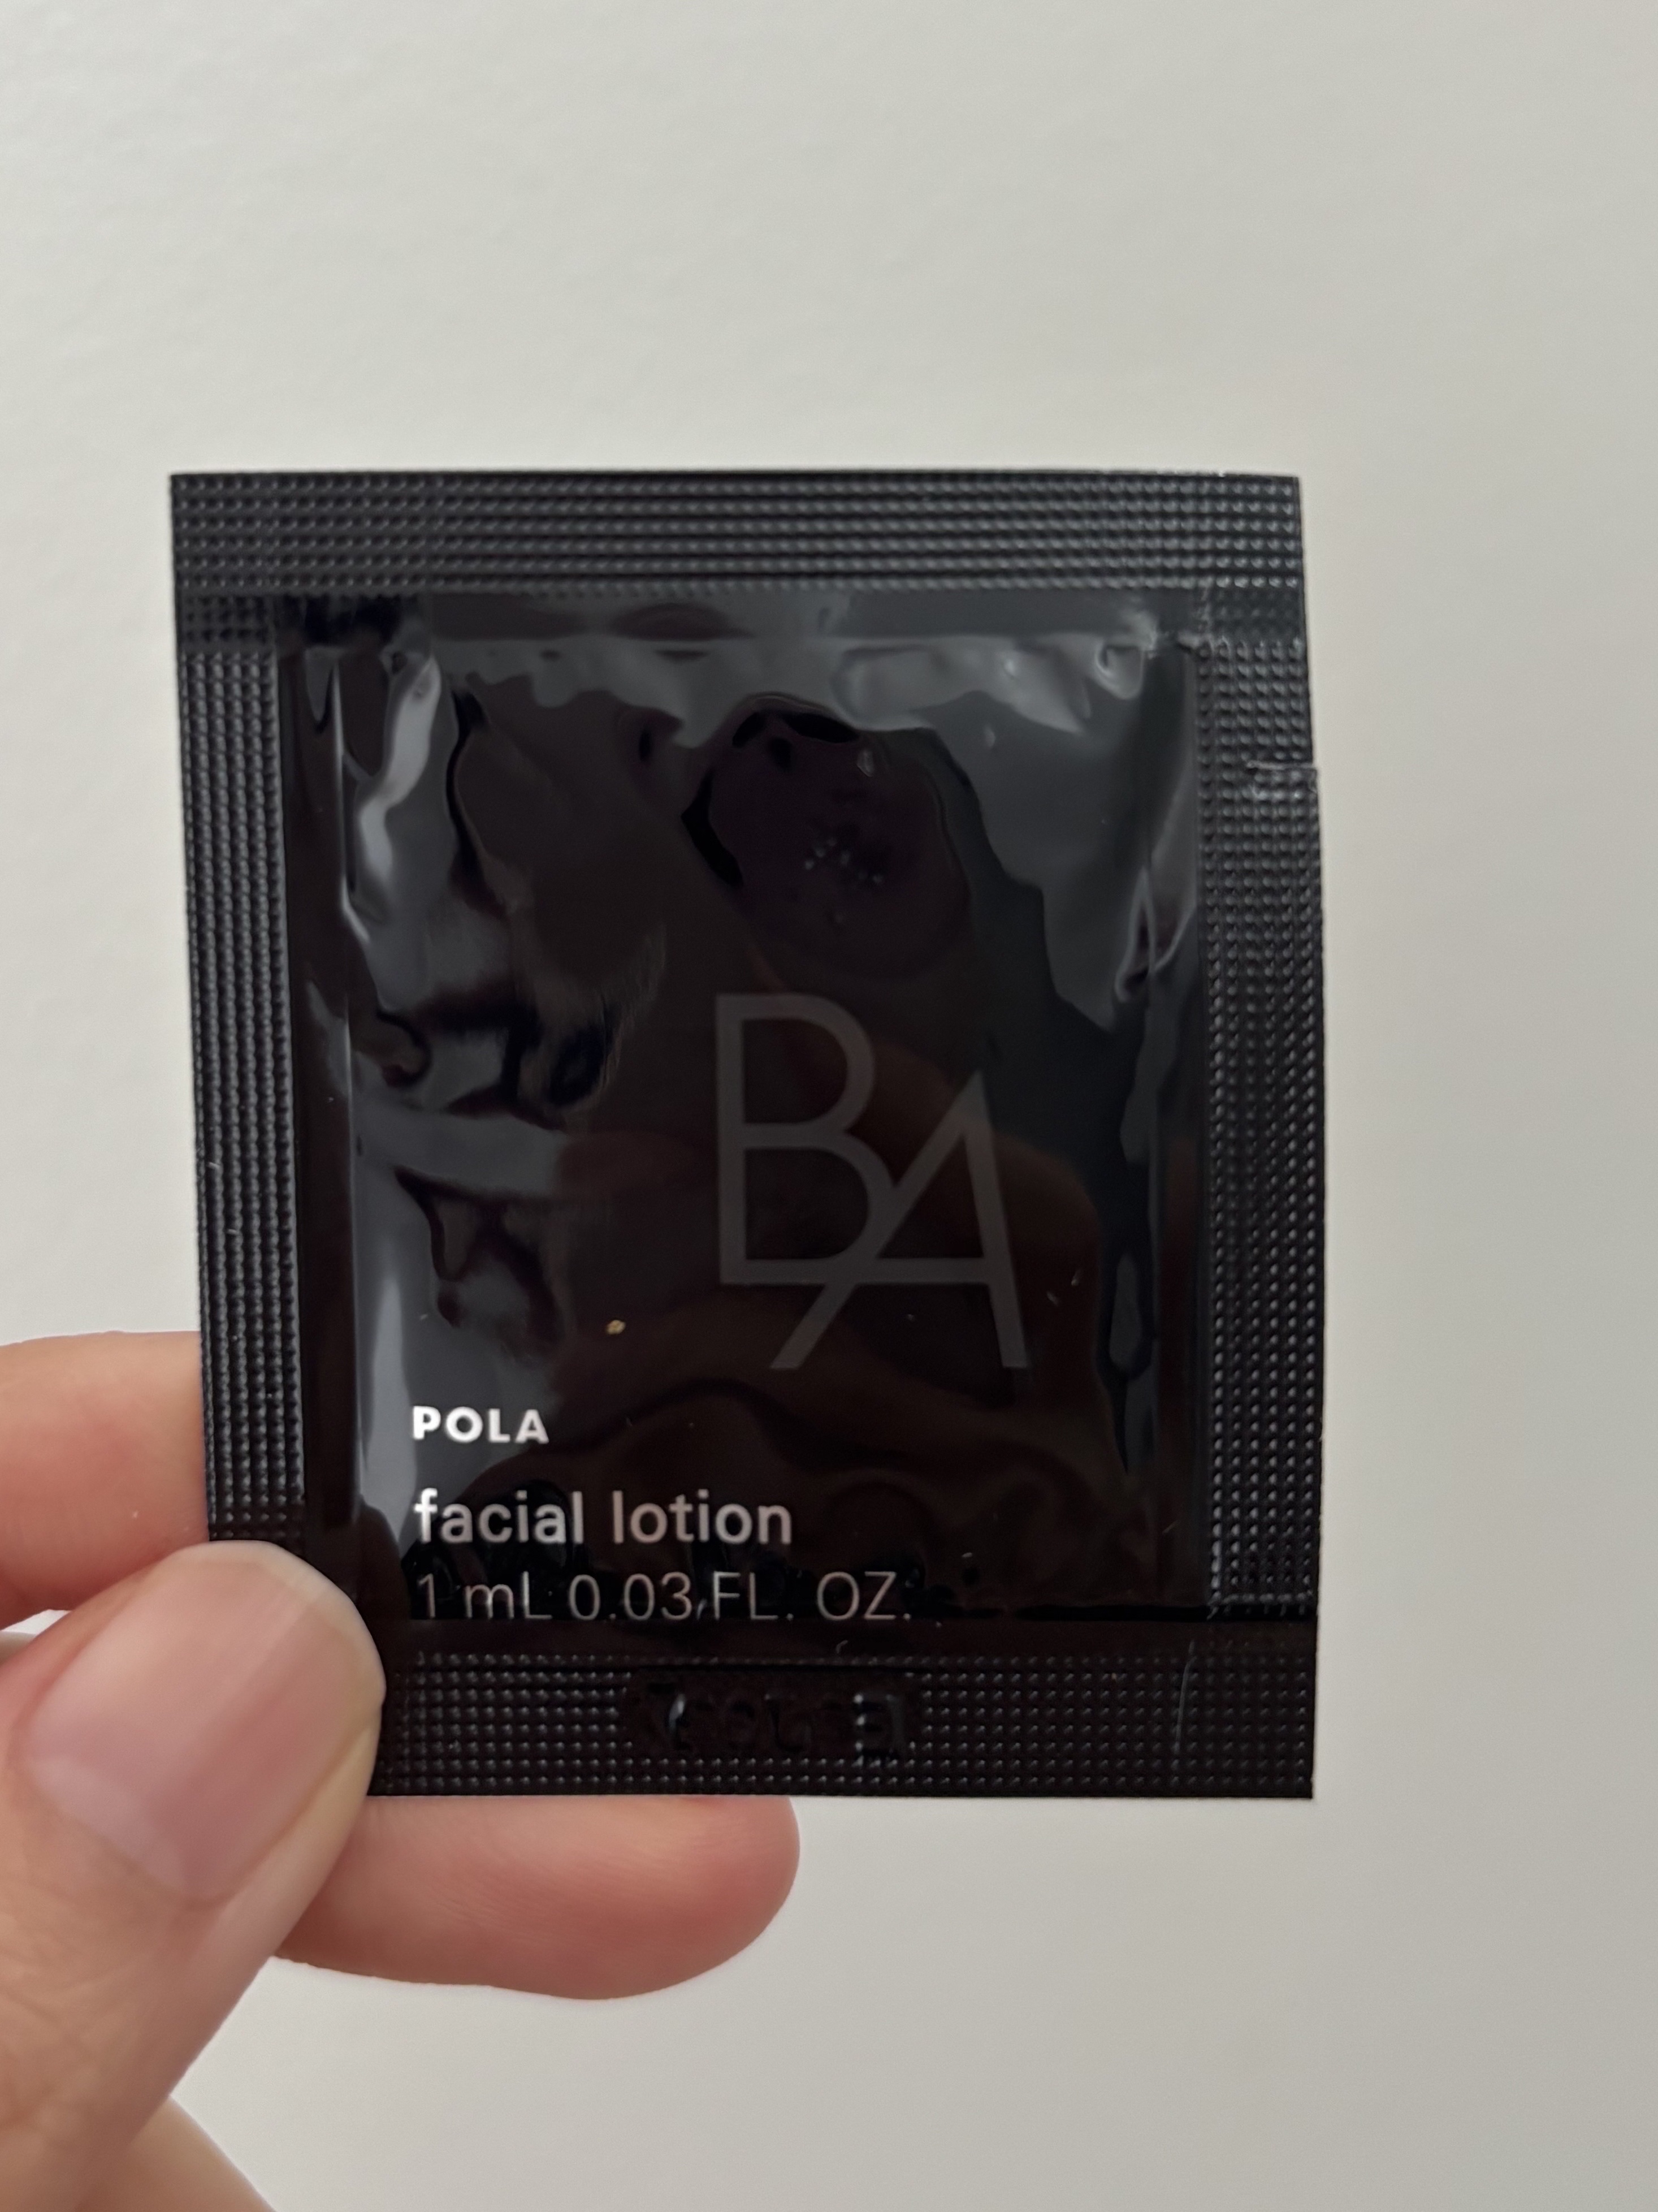 BA
POLA
facial lotion
1 mL 0.03 FL. OZ.